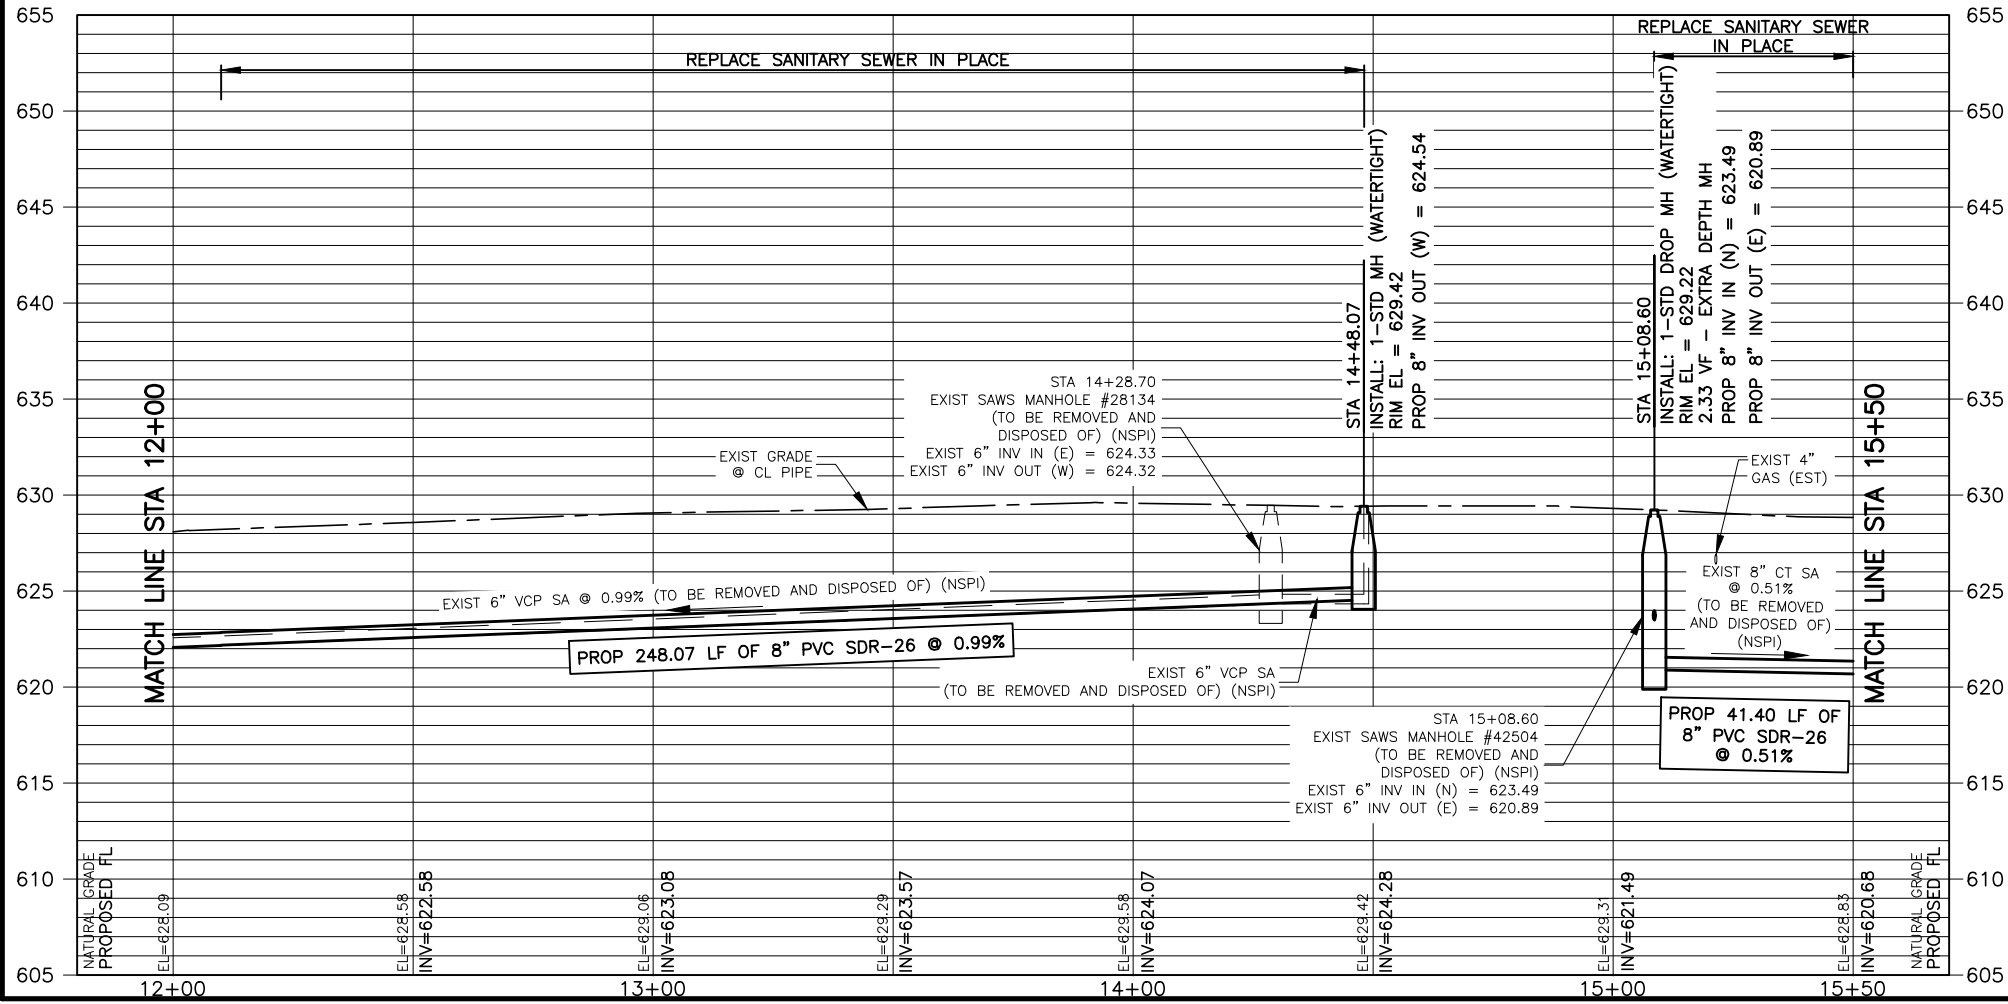 655
650
645
640
635
630
625
620
615
610
605
655
650
645
640
635
630
625
620
615
610
605
REPLACE SANITARY SEWER IN PLACE
REPLACE SANITARY SEWER
IN PLACE
MATCH LINE STA 12+00
EXIST GRADE
@ CL PIPE
STA 14+28.70
EXIST SAWS MANHOLE #28134
(TO BE REMOVED AND
DISPOSED OF) (NSPI)
EXIST 6" INV IN (E) = 624.33
EXIST 6" INV OUT (W) = 624.32
STA 14+48.07
INSTALL: 1-STD MH (WATERTIGHT)
RIM EL = 629.42
PROP 8" INV OUT (W) = 624.54
STA 15+08.60
INSTALL: 1-STD DROP MH (WATERTIGHT)
RIM EL = 629.22
2.33 VF - EXTRA DEPTH MH
PROP 8" INV IN (N) = 623.49
PROP 8" INV OUT (E) = 620.89
EXIST 4"
GAS (EST)
MATCH LINE STA 15+50
EXIST 6" VCP SA @ 0.99% (TO BE REMOVED AND DISPOSED OF) (NSPI)
PROP 248.07 LF OF 8" PVC SDR-26 @ 0.99%
EXIST 6" VCP SA
(TO BE REMOVED AND DISPOSED OF) (NSPI)
EXIST 8" CT SA
@ 0.51%
(TO BE REMOVED
AND DISPOSED OF)
(NSPI)
PROP 41.40 LF OF
8" PVC SDR-26
@ 0.51%
STA 15+08.60
EXIST SAWS MANHOLE #42504
(TO BE REMOVED AND
DISPOSED OF) (NSPI)
EXIST 6" INV IN (N) = 623.49
EXIST 6" INV OUT (E) = 620.89
NATURAL GRADE
PROPOSED FL
EL=628.09
EL=628.58
INV=622.58
EL=629.06
INV=623.08
EL=629.29
INV=623.57
EL=629.58
INV=624.07
EL=629.42
INV=624.28
EL=629.31
INV=621.49
EL=628.83
INV=620.68
NATURAL GRADE
PROPOSED FL
12+00
13+00
14+00
15+00
15+50